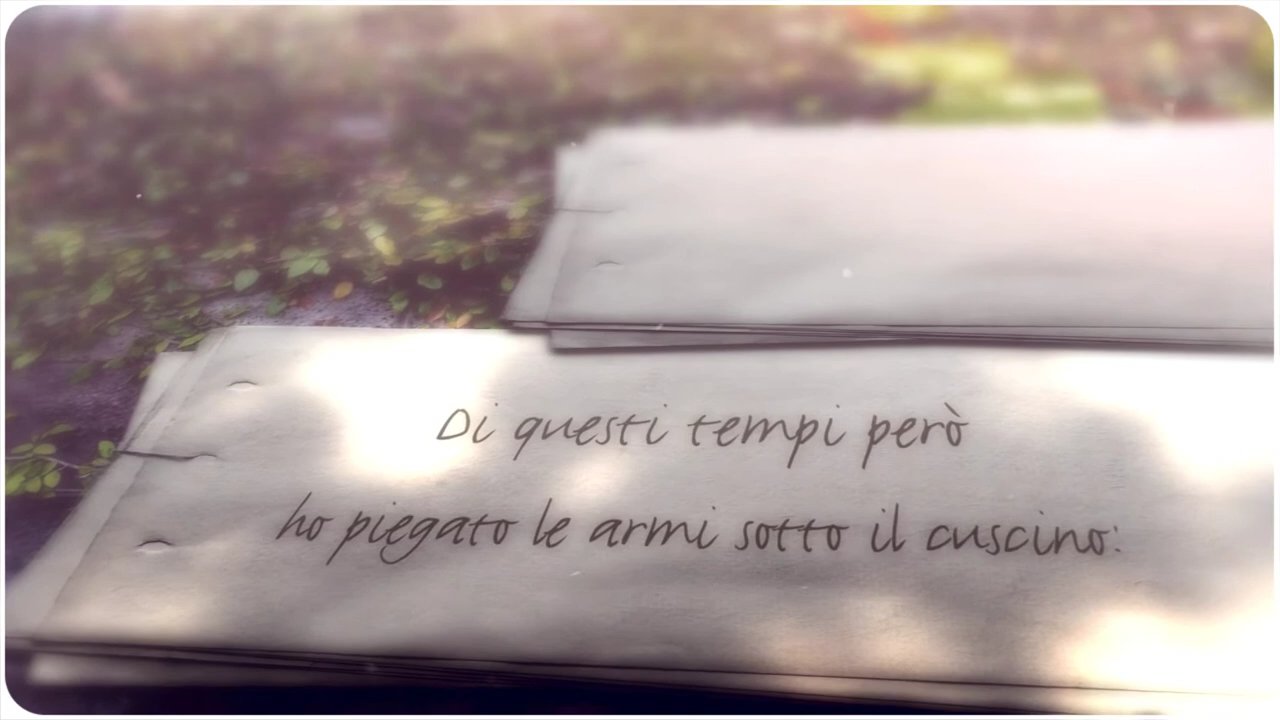 Di questi tempi però
ho piegato le armi sotto il cuscino: